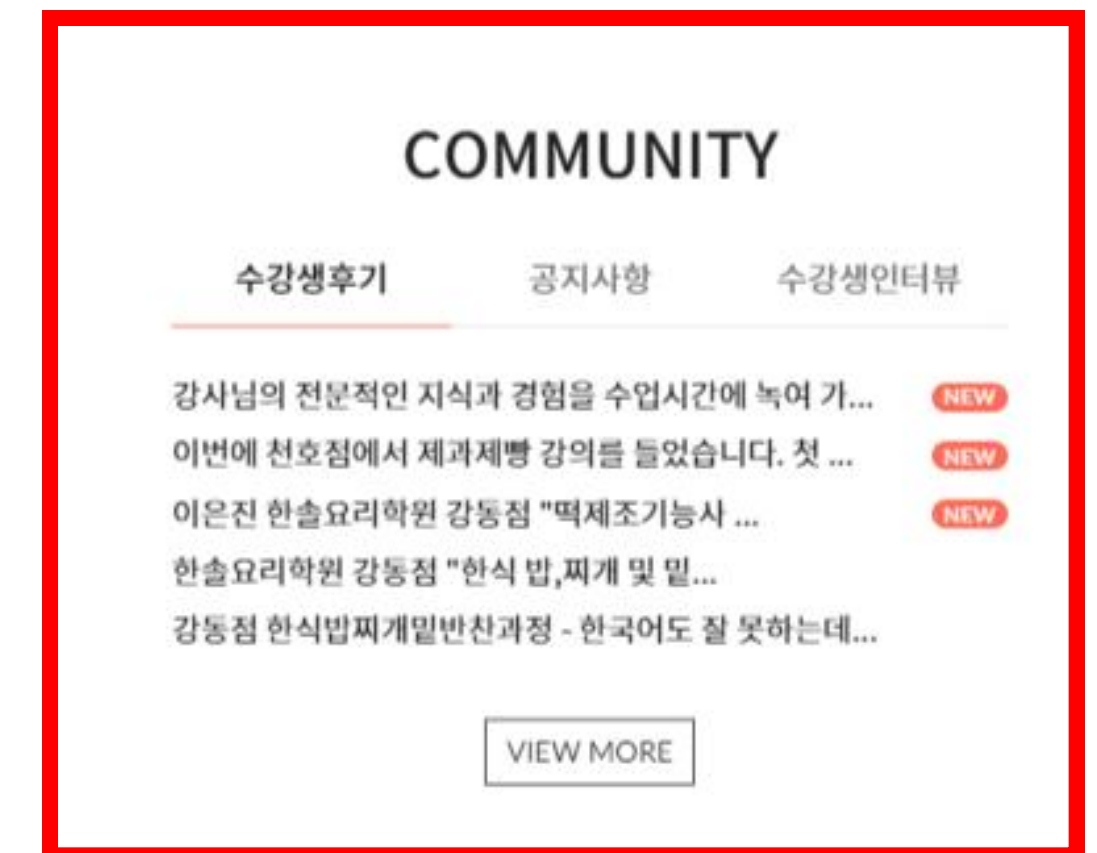 COMMUNITY
수강생후기 공지사항 수강생인터뷰
강사님의 전문적인 지식과 경험을 수업시간에 녹여 가... NEW
이번에 천호점에서 제과제빵 강의를 들었습니다. 첫 ... NEW
이은진 한솔요리학원 강동점 "떡제조기능사 ... NEW
한솔요리학원 강동점 "한식 밥,찌개 및 밑...
강동점 한식밥찌개밑반찬과정 - 한국어도 잘 못하는데...
VIEW MORE